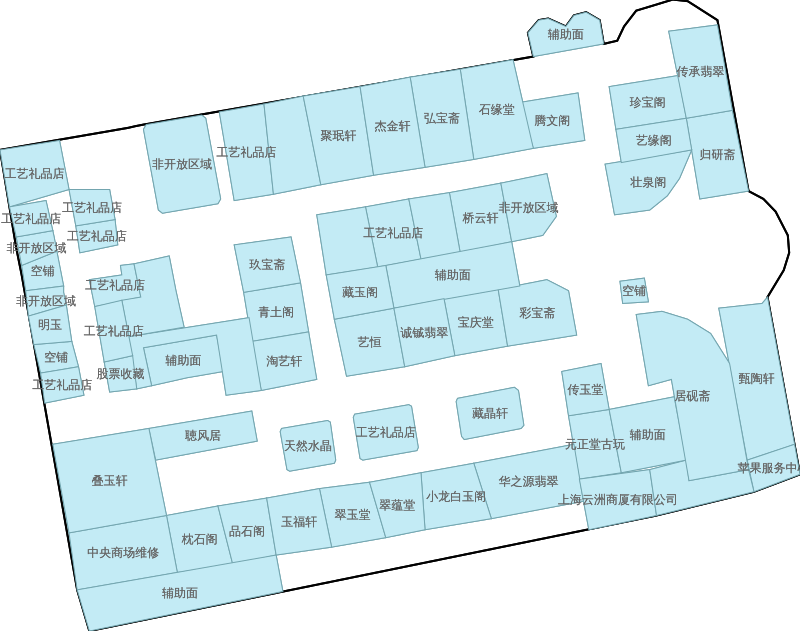 辅助面
传承翡翠
珍宝阁
石缘堂
弘宝斋
腾文阁
杰金轩
聚珉轩
艺缘阁
工艺礼品店
归研斋
非开放区域
工艺礼品店
壮泉阁
工艺礼品店
非开放区域
工艺礼品店
桥云轩
工艺礼品店
工艺礼品店
非开放区域
玖宝斋
空铺
辅助面
工艺礼品店
藏玉阁
空铺
非开放区域
青土阁
彩宝斋
宝庆堂
明玉
工艺礼品店
诚铖翡翠
艺恒
空铺
辅助面
淘艺轩
股票收藏
甄陶轩
工艺礼品店
传玉堂
居砚斋
藏晶轩
聴风居
工艺礼品店
辅助面
天然水晶
元正堂古玩
苹果服务中心
叠玉轩
华之源翡翠
小龙白玉阁
上海云洲商厦有限公司
翠蕴堂
翠玉堂
玉福轩
品石阁
枕石阁
中央商场维修
辅助面